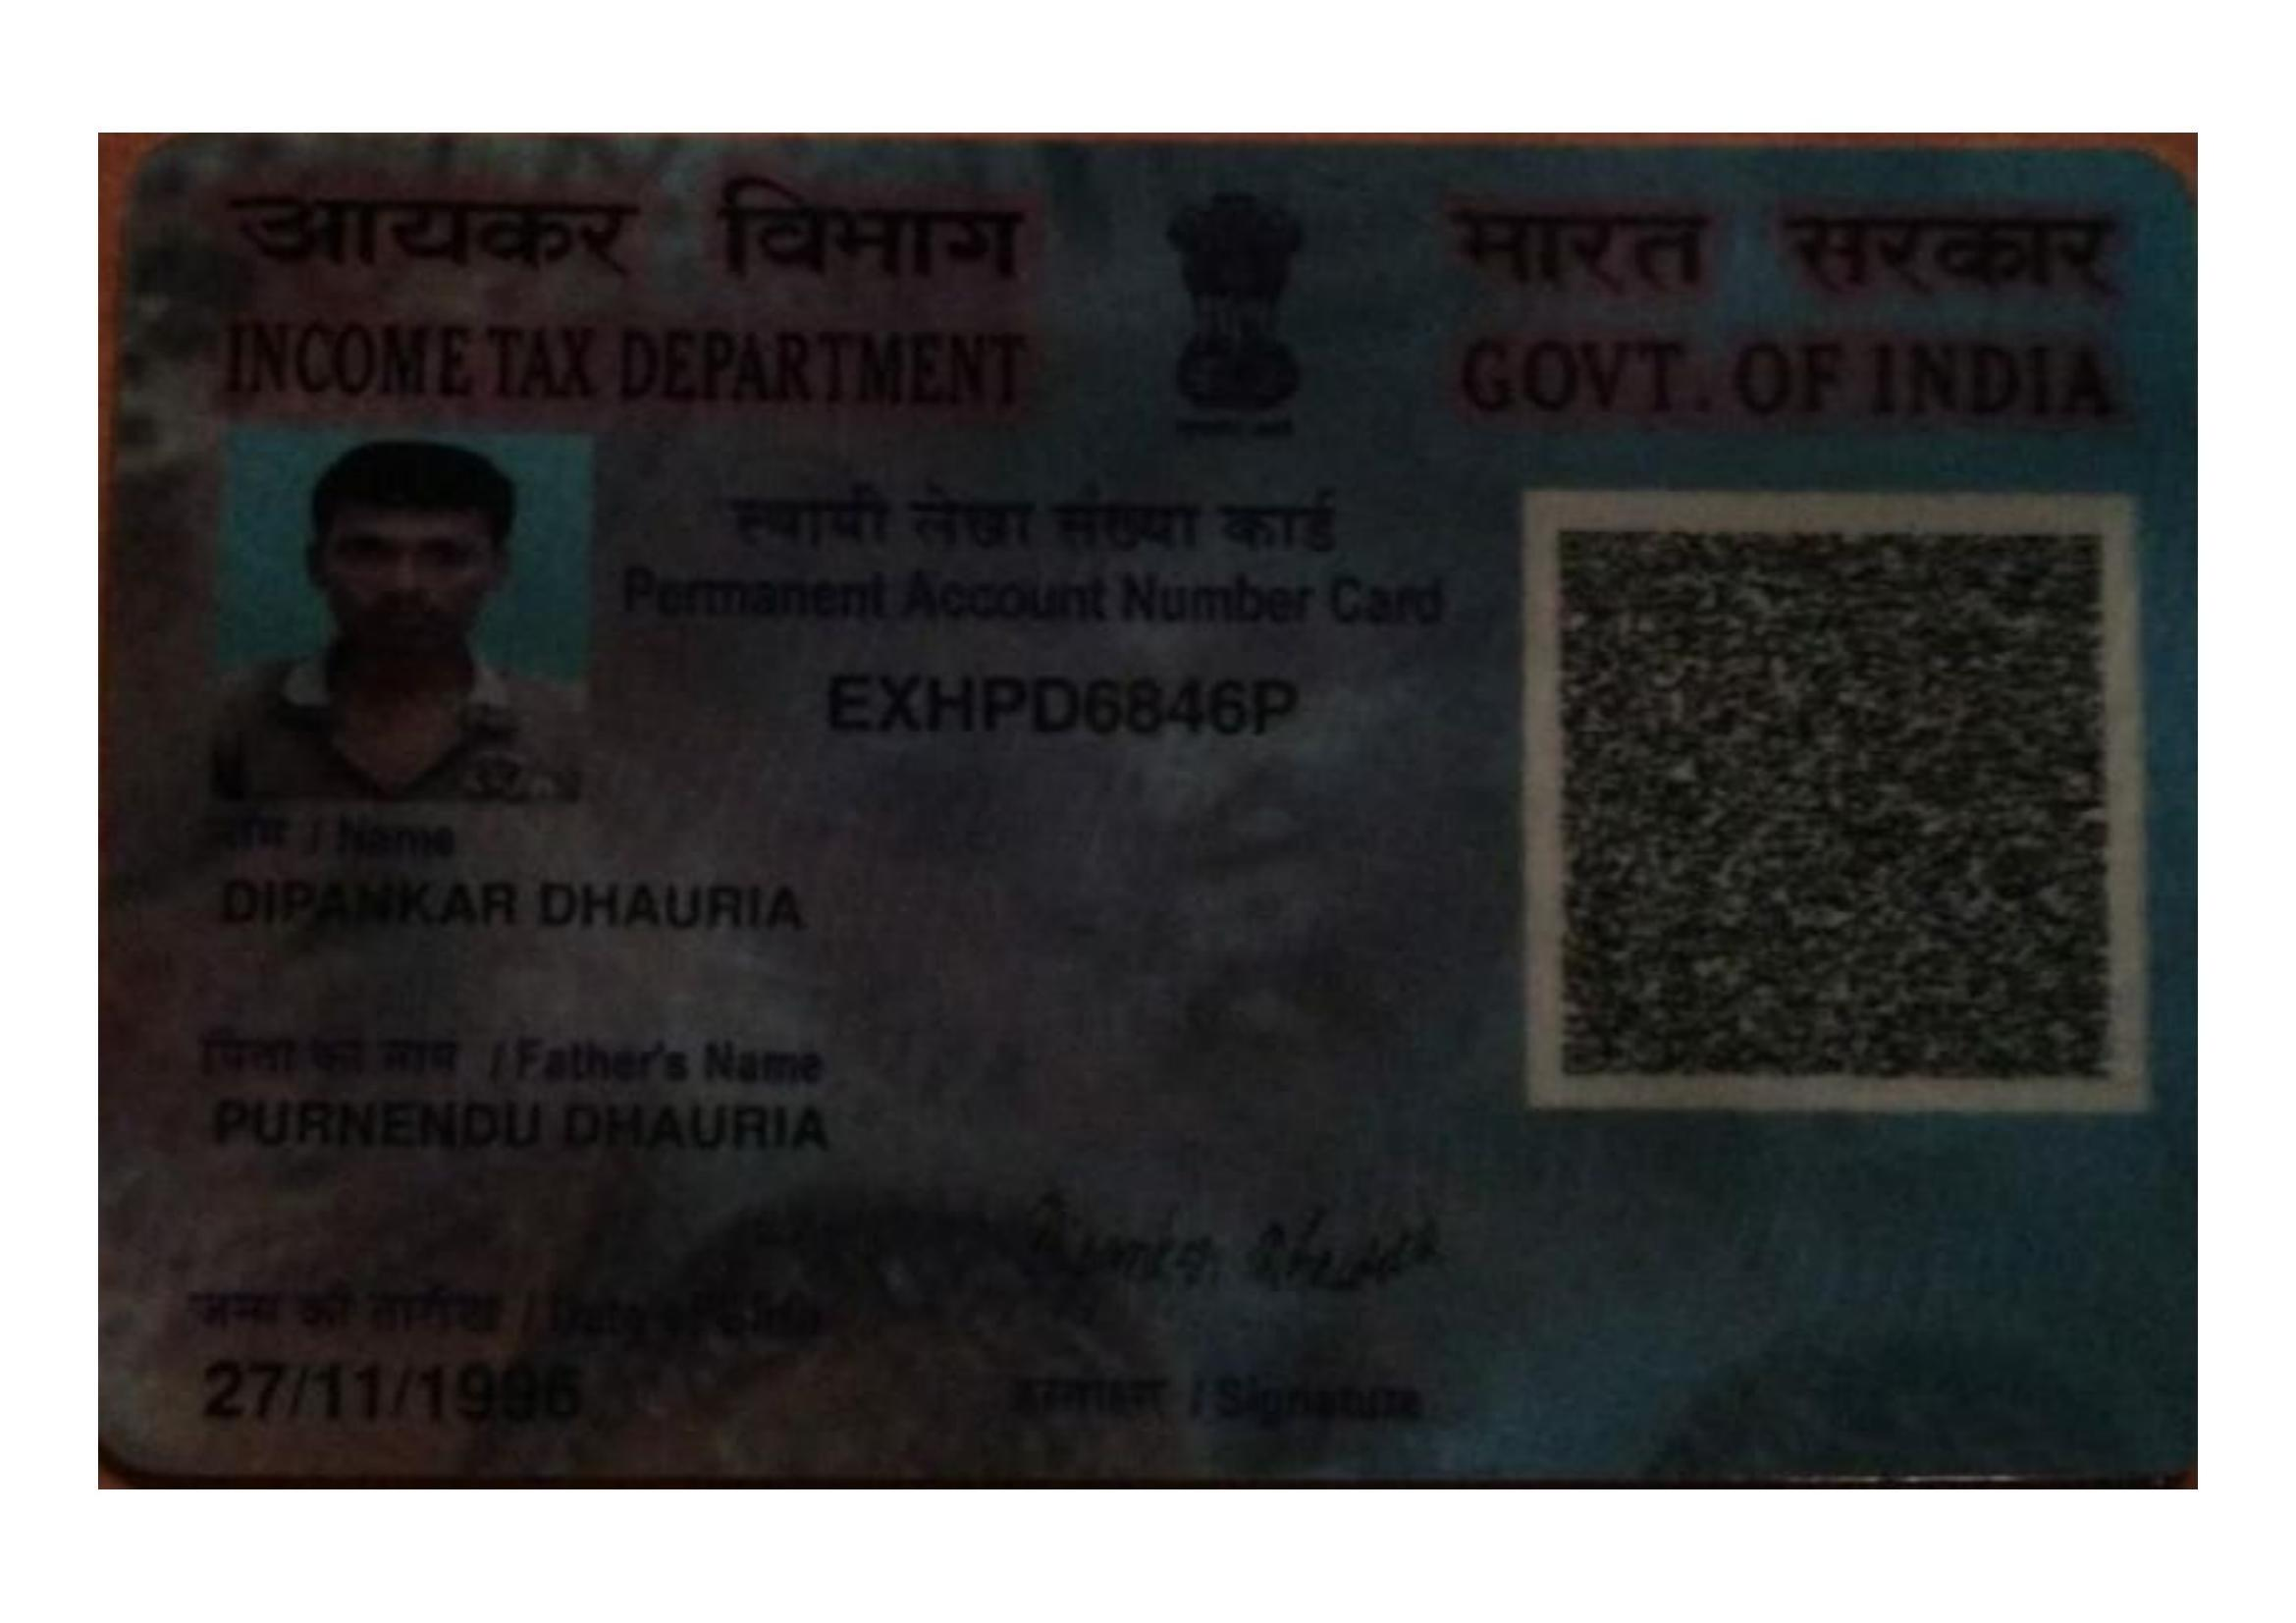 आयकर विभाग
INCOME TAX DEPARTMENT
भारत सरकार
GOVT. OF INDIA
स्थायी लेखा संख्या कार्ड
Permanent Account Number Card
EXHPD6846P
नाम / Name
DIPANKAR DHAURIA
पिता का नाम / Father's Name
PURNENDU DHAURIA
जन्म की तारीख / Date of Birth
27/11/1996
हस्ताक्षर / Signature